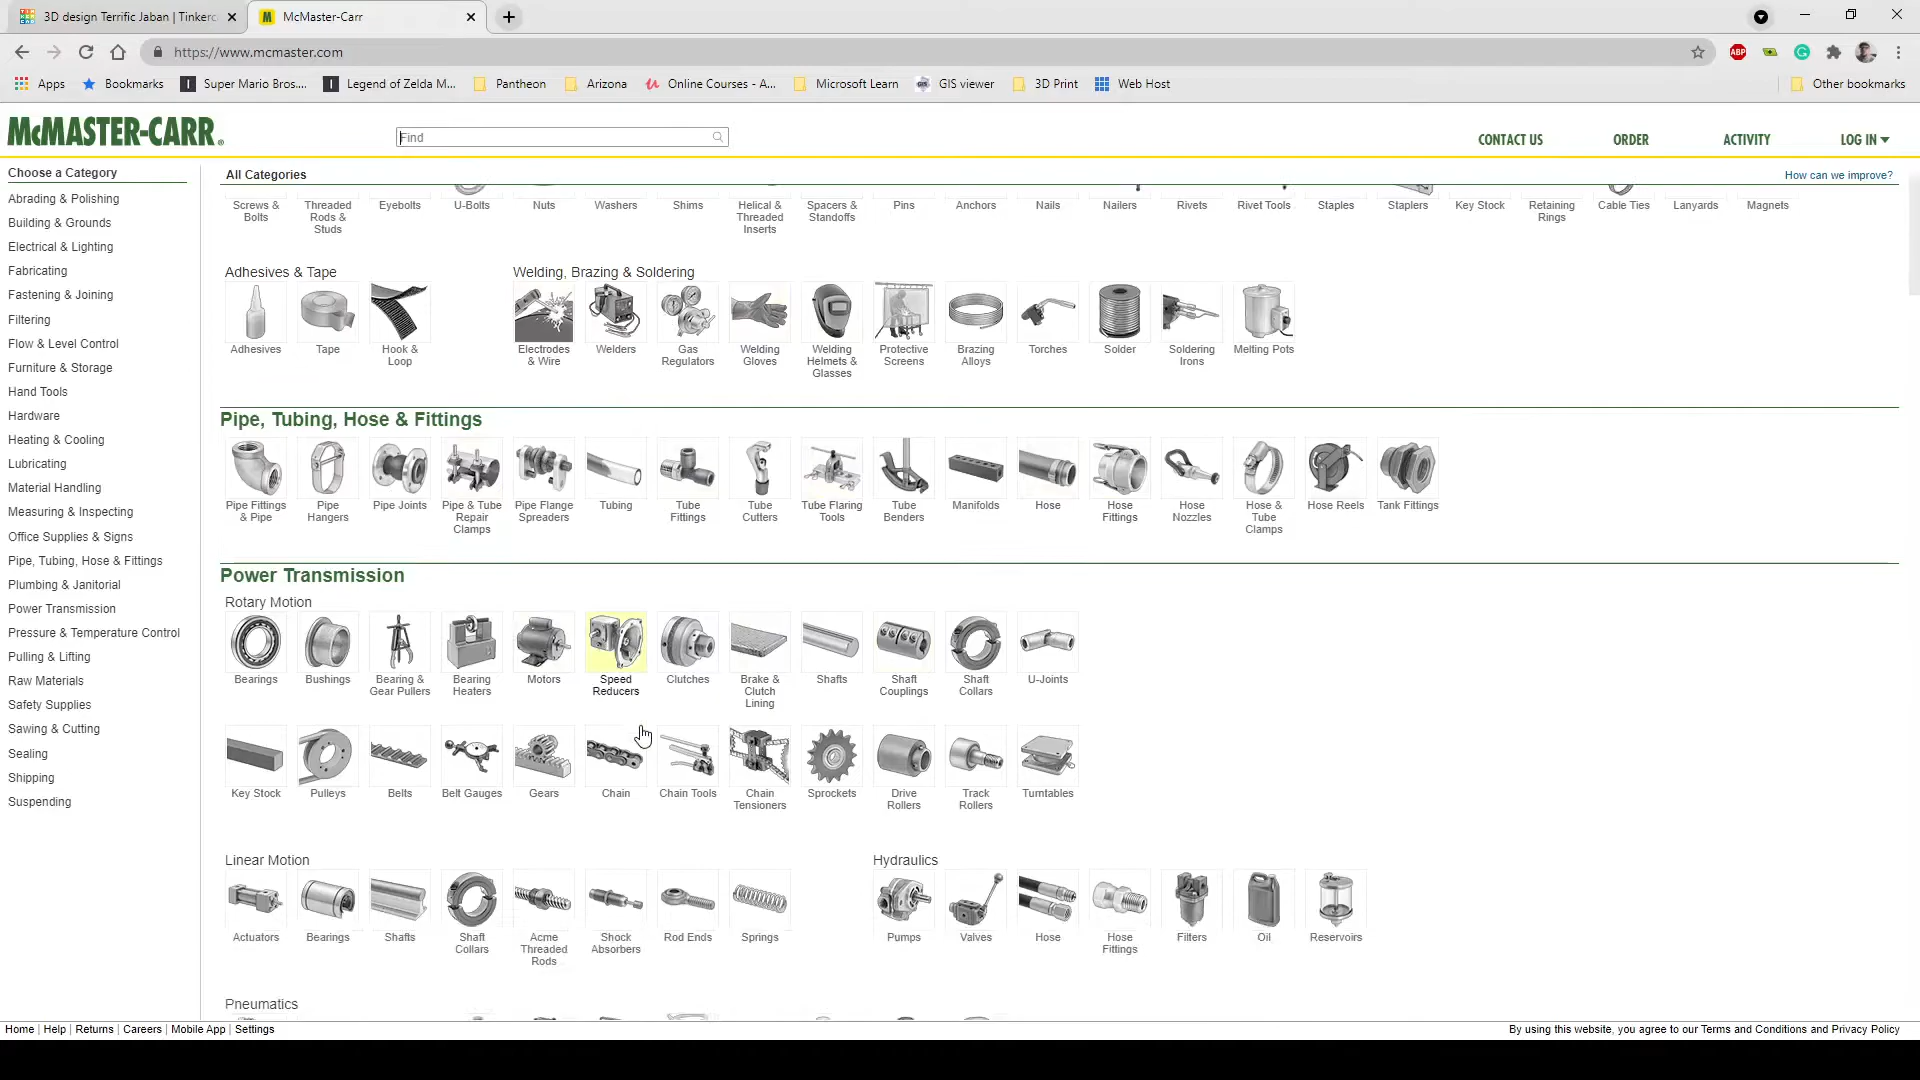 3D design Terrific Jaban | Tinkerc
McMaster-Carr
https://www.mcmaster.com
ABP
Apps
Bookmarks
Super Mario Bros....
Legend of Zelda M...
Pantheon
Arizona
Online Courses - A...
Microsoft Learn
GIS viewer
3D Print
Web Host
Other bookmarks
McMASTER-CARR®
Find
CONTACT US
ORDER
ACTIVITY
LOG IN
Choose a Category
Abrading & Polishing
Building & Grounds
Electrical & Lighting
Fabricating
Fastening & Joining
Filtering
Flow & Level Control
Furniture & Storage
Hand Tools
Hardware
Heating & Cooling
Lubricating
Material Handling
Measuring & Inspecting
Office Supplies & Signs
Pipe, Tubing, Hose & Fittings
Plumbing & Janitorial
Power Transmission
Pressure & Temperature Control
Pulling & Lifting
Raw Materials
Safety Supplies
Sawing & Cutting
Sealing
Shipping
Suspending
All Categories
How can we improve?
Screws & Bolts
Threaded Rods & Studs
Eyebolts
U-Bolts
Nuts
Washers
Shims
Helical & Threaded Inserts
Spacers & Standoffs
Pins
Anchors
Nails
Nailers
Rivets
Rivet Tools
Staples
Staplers
Key Stock
Retaining Rings
Cable Ties
Lanyards
Magnets
Adhesives & Tape
Adhesives
Tape
Hook & Loop
Welding, Brazing & Soldering
Electrodes & Wire
Welders
Gas Regulators
Welding Gloves
Welding Helmets & Glasses
Protective Screens
Brazing Alloys
Torches
Solder
Soldering Irons
Melting Pots
Pipe, Tubing, Hose & Fittings
Pipe Fittings & Pipe
Pipe Hangers
Pipe Joints
Pipe & Tube Repair Clamps
Pipe Flange Spreaders
Tubing
Tube Fittings
Tube Cutters
Tube Flaring Tools
Tube Benders
Manifolds
Hose
Hose Fittings
Hose Nozzles
Hose & Tube Clamps
Hose Reels
Tank Fittings
Power Transmission
Rotary Motion
Bearings
Bushings
Bearing & Gear Pullers
Bearing Heaters
Motors
Speed Reducers
Clutches
Brake & Clutch Lining
Shafts
Shaft Couplings
Shaft Collars
U-Joints
Key Stock
Pulleys
Belts
Belt Gauges
Gears
Chain
Chain Tools
Chain Tensioners
Sprockets
Drive Rollers
Track Rollers
Turntables
Linear Motion
Actuators
Bearings
Shafts
Shaft Collars
Acme Threaded Rods
Shock Absorbers
Rod Ends
Springs
Hydraulics
Pumps
Valves
Hose
Hose Fittings
Filters
Oil
Reservoirs
Pneumatics
Home | Help | Returns | Careers | Mobile App | Settings
By using this website, you agree to our Terms and Conditions and Privacy Policy